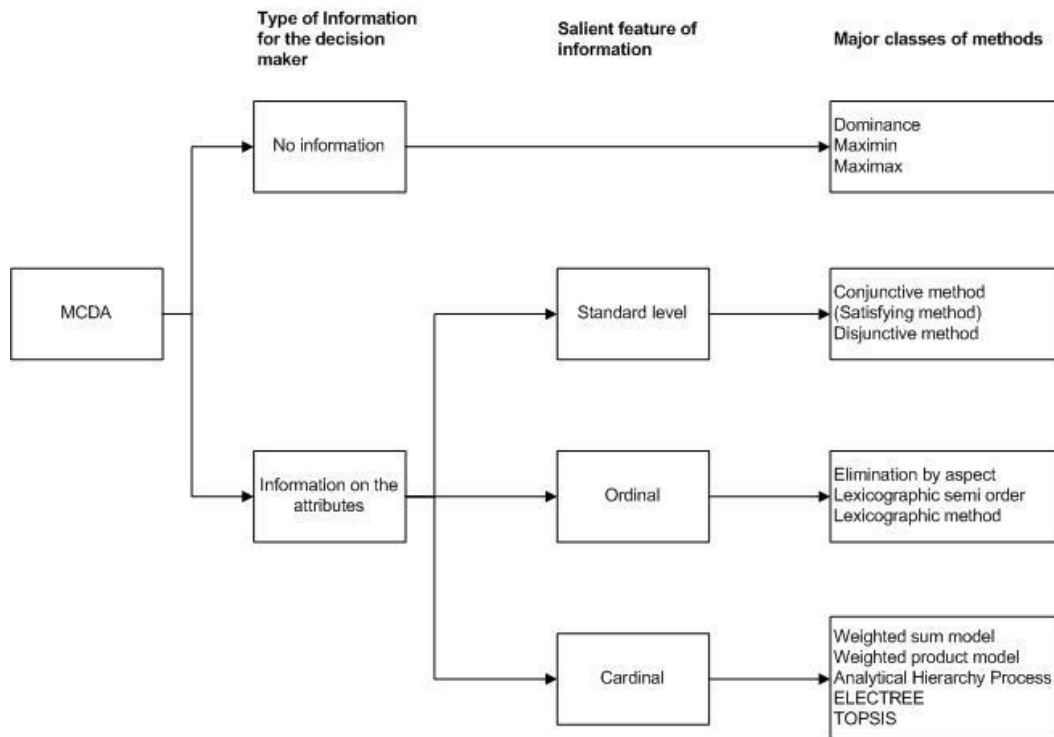 Type of Information
for the decision
maker
Salient feature of
information
Major classes of methods
No information
Dominance
Maximin
Maximax
MCDA
Standard level
Conjunctive method
(Satisfying method)
Disjunctive method
Information on the
attributes
Ordinal
Elimination by aspect
Lexicographic semi order
Lexicographic method
Cardinal
Weighted sum model
Weighted product model
Analytical Hierarchy Process
ELECTREE
TOPSIS